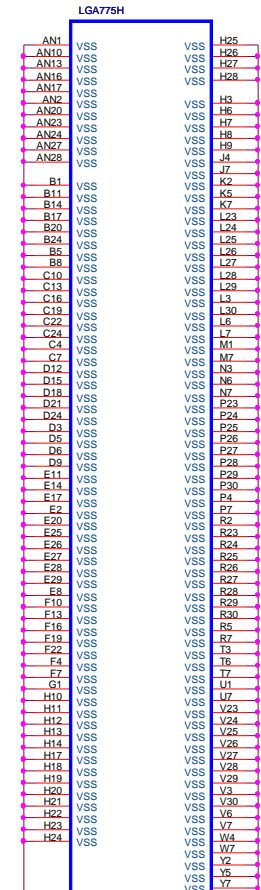 LGA775H
AN1 VSS VSS H25
AN10 VSS VSS H26
AN13 VSS VSS H27
AN16 VSS VSS H28
AN17 VSS
AN2 VSS VSS H3
AN20 VSS VSS H6
AN23 VSS VSS H7
AN24 VSS VSS H8
AN27 VSS VSS H9
AN28 VSS VSS J4
VSS J7
B1 VSS VSS K2
B11 VSS VSS K5
B14 VSS VSS K7
B17 VSS VSS L23
B20 VSS VSS L24
B24 VSS VSS L25
B5 VSS VSS L26
B8 VSS VSS L27
C10 VSS VSS L28
C13 VSS VSS L29
C16 VSS VSS L3
C19 VSS VSS L30
C22 VSS VSS L6
C24 VSS VSS L7
C4 VSS VSS M1
C7 VSS VSS M7
D12 VSS VSS N3
D15 VSS VSS N6
D18 VSS VSS N7
D21 VSS VSS P23
D24 VSS VSS P24
D3 VSS VSS P25
D5 VSS VSS P26
D6 VSS VSS P27
D9 VSS VSS P28
E11 VSS VSS P29
E14 VSS VSS P30
E17 VSS VSS P4
E2 VSS VSS P7
E20 VSS VSS R2
E25 VSS VSS R23
E26 VSS VSS R24
E27 VSS VSS R25
E28 VSS VSS R26
E29 VSS VSS R27
E8 VSS VSS R28
F10 VSS VSS R29
F13 VSS VSS R30
F16 VSS VSS R5
F19 VSS VSS R7
F22 VSS VSS T3
F4 VSS VSS T6
F7 VSS VSS T7
G1 VSS VSS U1
H10 VSS VSS U7
H11 VSS VSS V23
H12 VSS VSS V24
H13 VSS VSS V25
H14 VSS VSS V26
H17 VSS VSS V27
H18 VSS VSS V28
H19 VSS VSS V29
H20 VSS VSS V3
H21 VSS VSS V30
H22 VSS VSS V6
H23 VSS VSS V7
H24 VSS VSS W4
VSS W7
VSS Y2
VSS Y5
VSS Y7